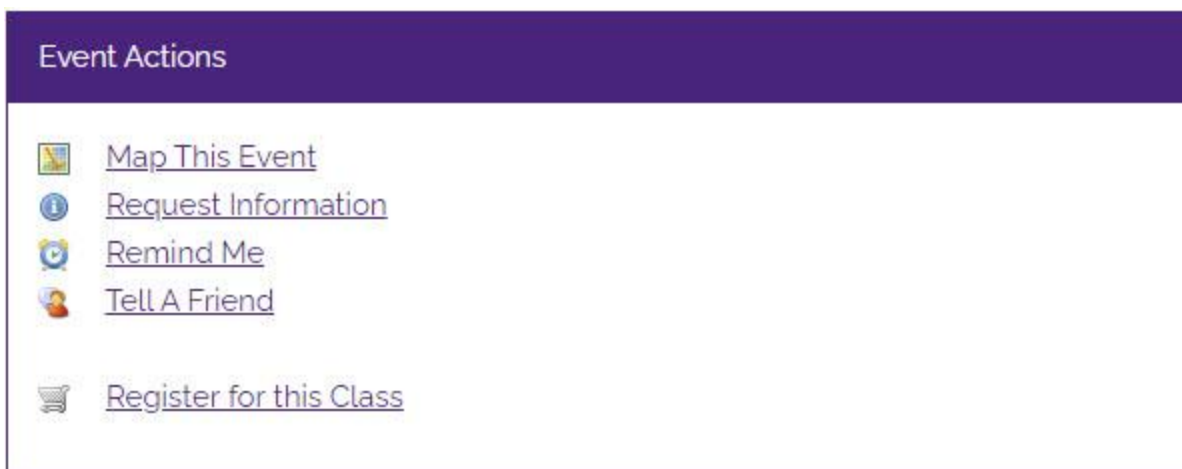 Event Actions
Map This Event
Request Information
Remind Me
Tell A Friend
Register for this Class